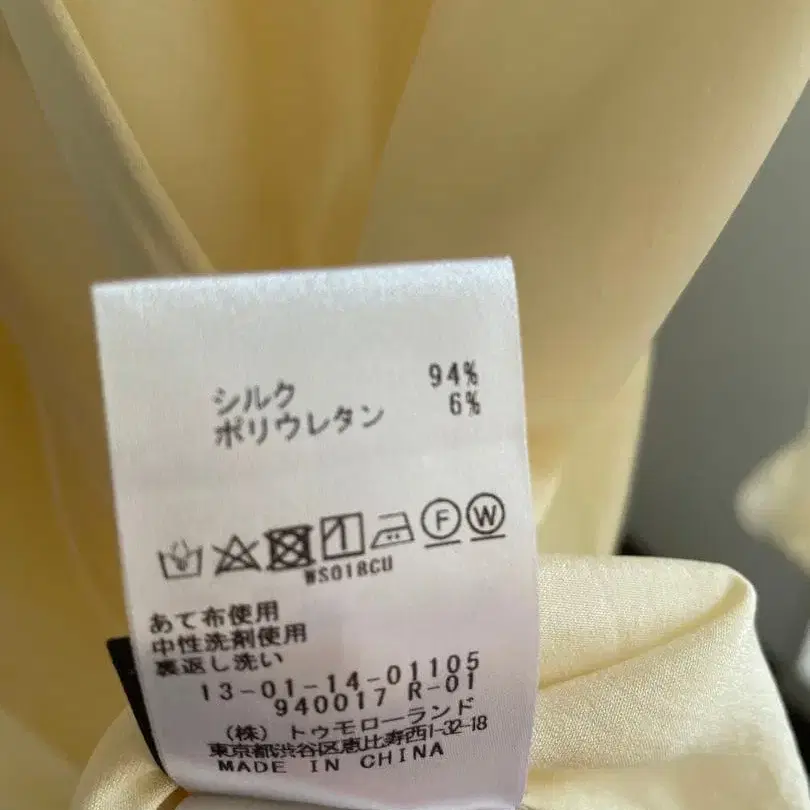 シルク 94%
ポリウレタン 6%
F W
WS018CU
あて布使用
中性洗剤使用
裏返し洗い
13-01-14-01105
940017 R-01
(株) トゥモローランド
東京都渋谷区恵比寿西1-32-18
MADE IN CHINA